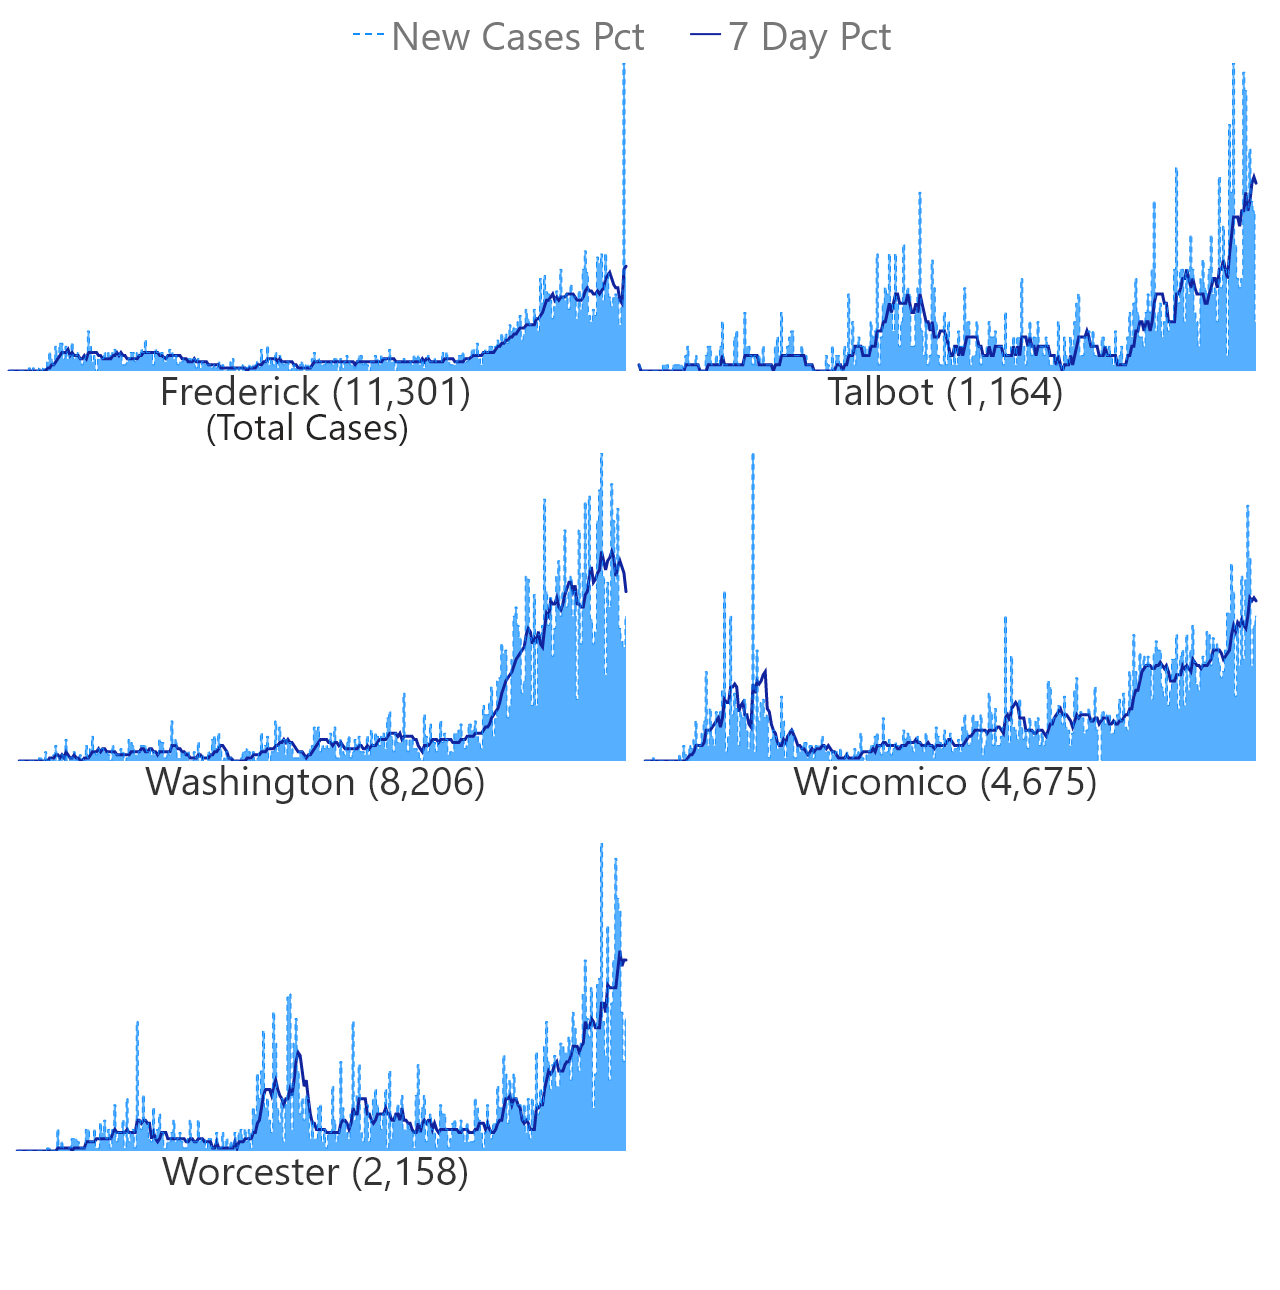 New Cases Pct 7 Day Pct
Frederick (11,301)
(Total Cases)
Talbot (1,164)
Washington (8,206)
Wicomico (4,675)
Worcester (2,158)